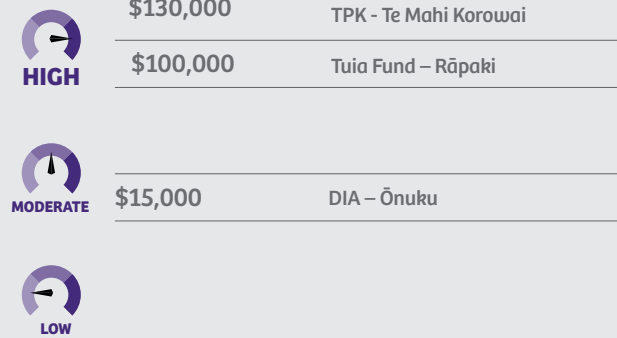 $130,000 TPK - Te Mahi Korowai
HIGH
$100,000 Tuia Fund – Rāpaki
MODERATE
$15,000 DIA – Ōnuku
LOW